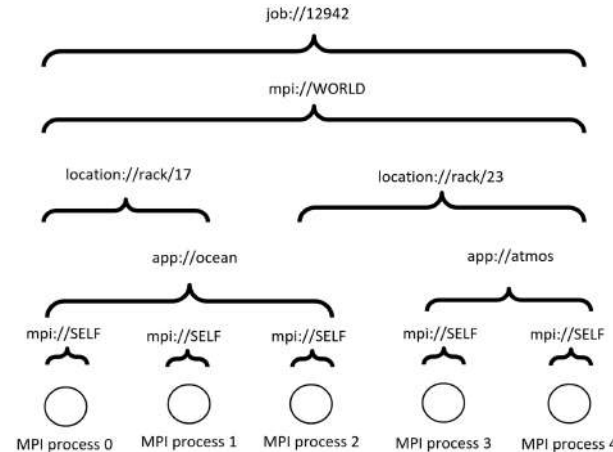 job://12942
mpi://WORLD
location://rack/17
location://rack/23
app://ocean
app://atmos
mpi://SELF
mpi://SELF
mpi://SELF
mpi://SELF
mpi://SELF
MPI process 0
MPI process 1
MPI process 2
MPI process 3
MPI process 4